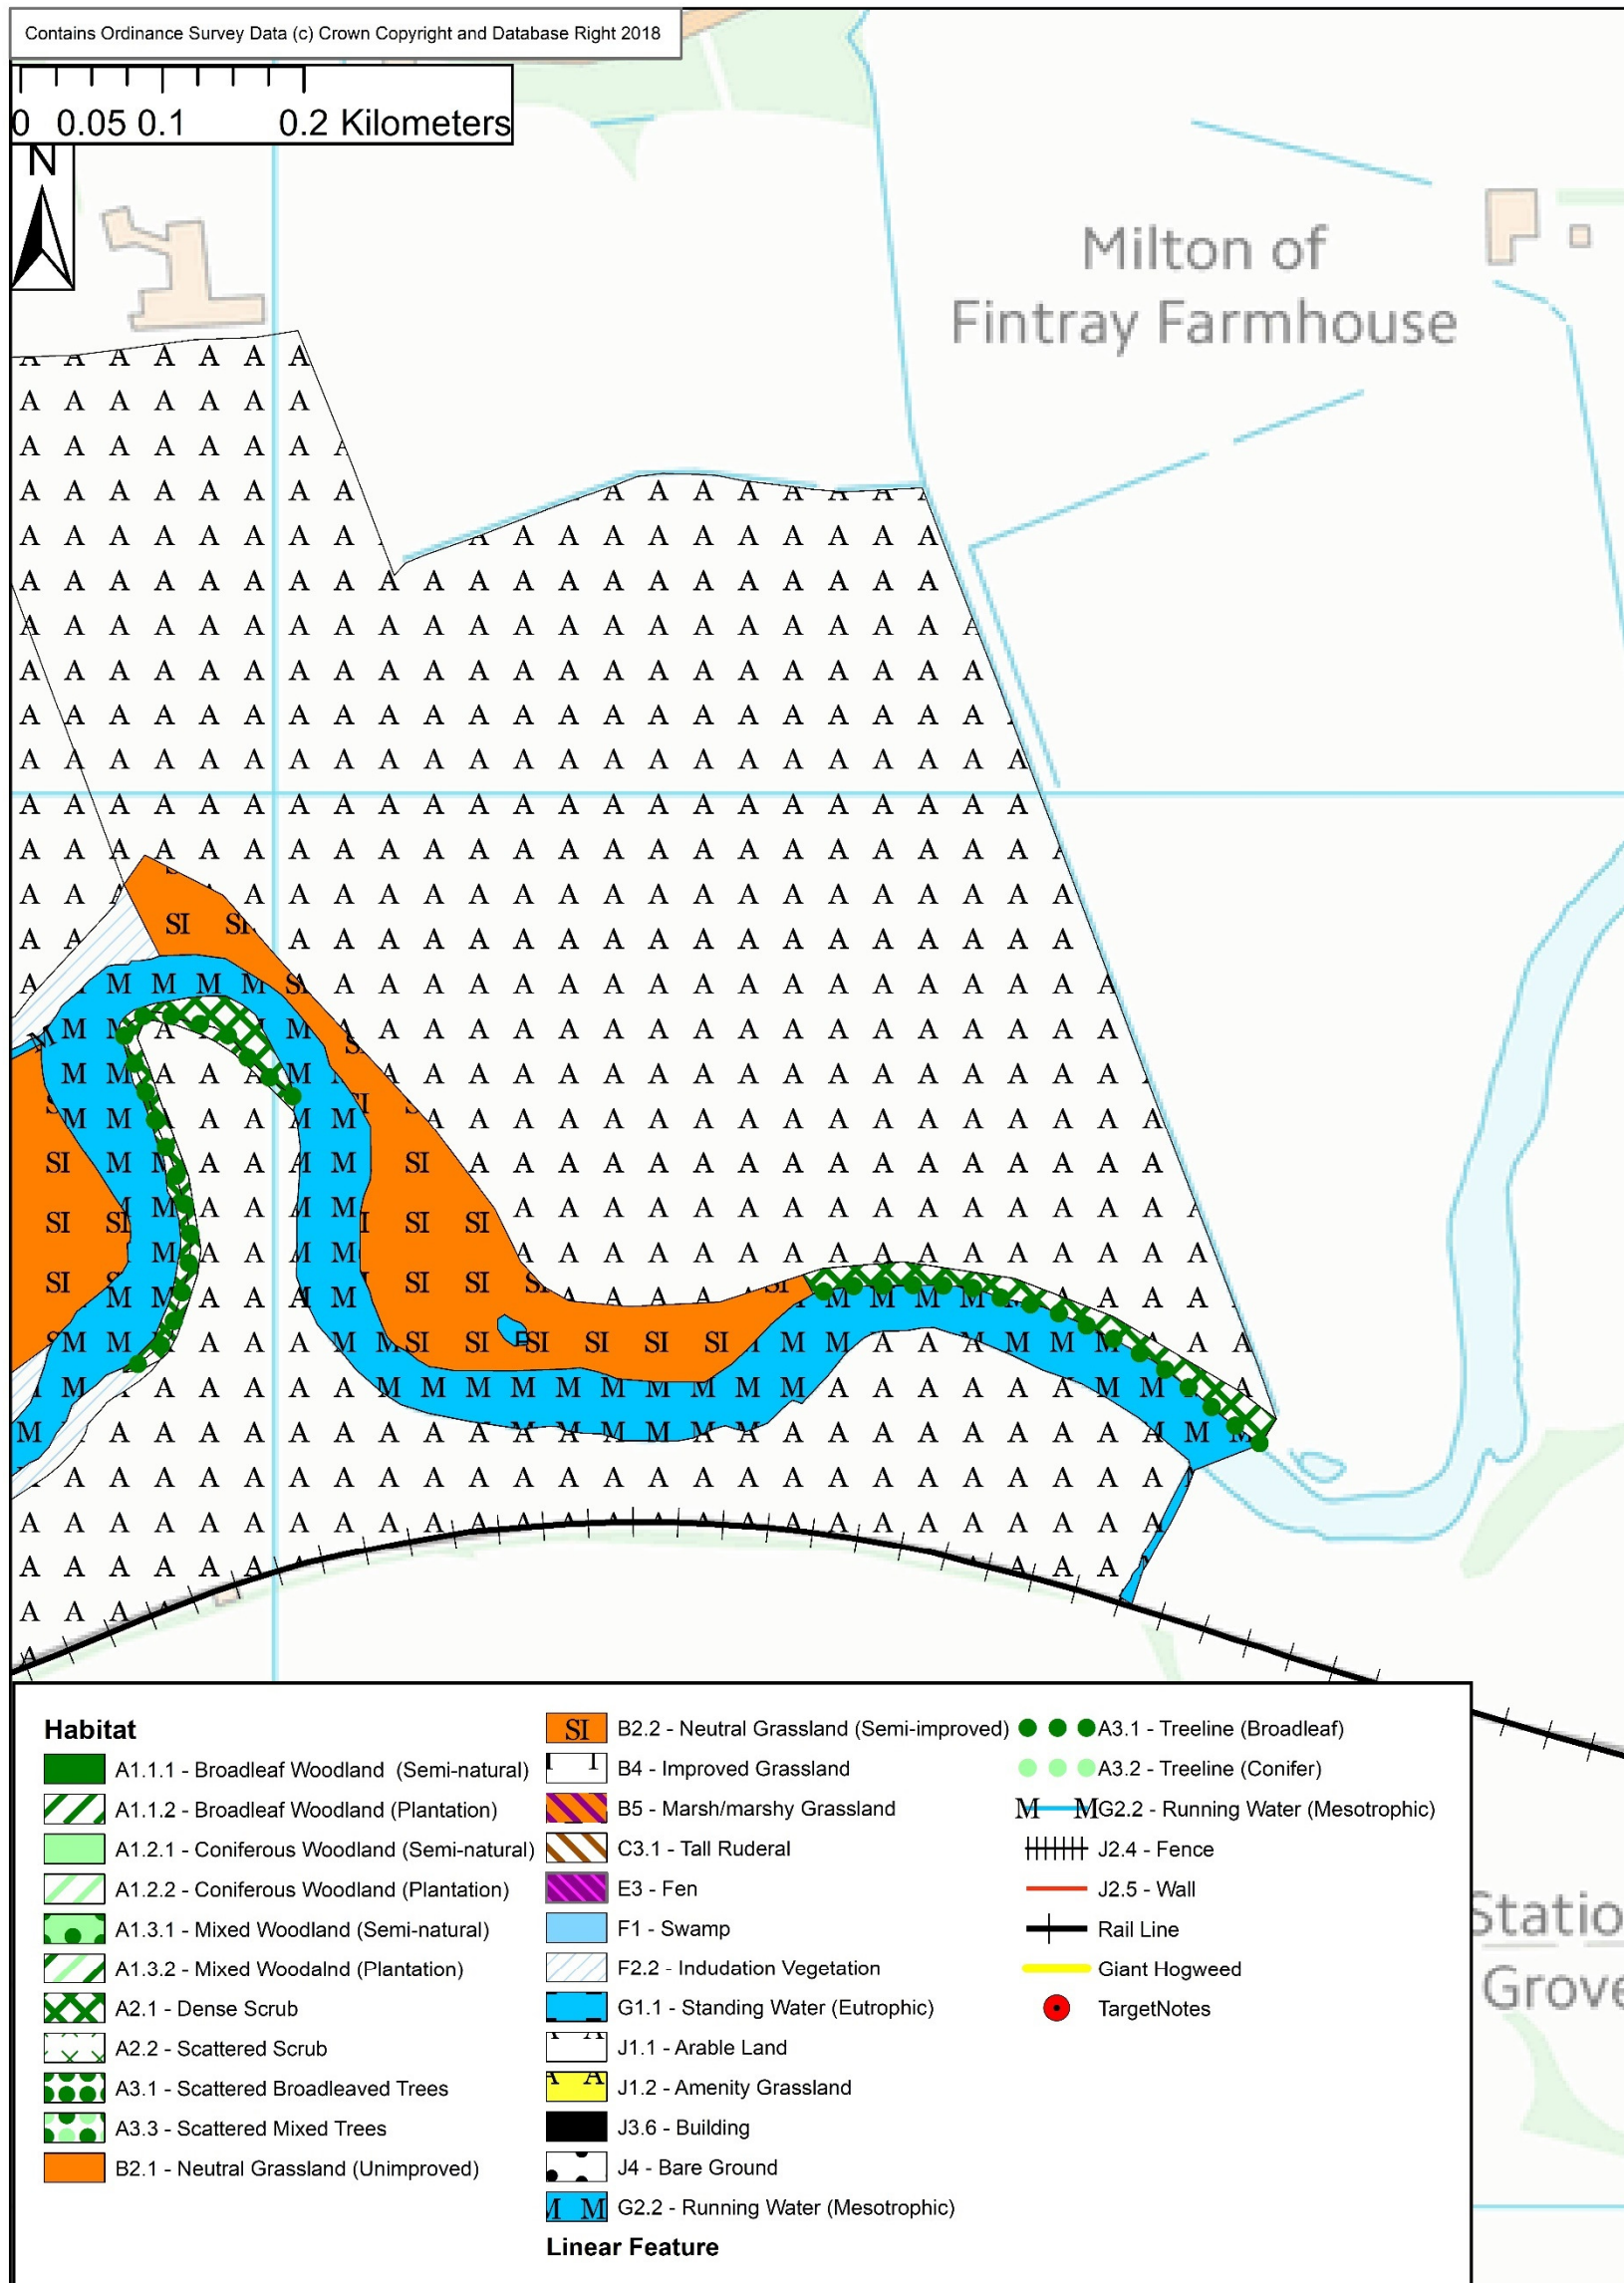 Contains Ordinance Survey Data (c) Crown Copyright and Database Right 2018
0 0.05 0.1 0.2 Kilometers
N
Milton of
Fintray Farmhouse
Habitat
A1.1.1 - Broadleaf Woodland (Semi-natural)
A1.1.2 - Broadleaf Woodland (Plantation)
A1.2.1 - Coniferous Woodland (Semi-natural)
A1.2.2 - Coniferous Woodland (Plantation)
A1.3.1 - Mixed Woodland (Semi-natural)
A1.3.2 - Mixed Woodalnd (Plantation)
A2.1 - Dense Scrub
A2.2 - Scattered Scrub
A3.1 - Scattered Broadleaved Trees
A3.3 - Scattered Mixed Trees
B2.1 - Neutral Grassland (Unimproved)
SI B2.2 - Neutral Grassland (Semi-improved)
B4 - Improved Grassland
B5 - Marsh/marshy Grassland
C3.1 - Tall Ruderal
E3 - Fen
F1 - Swamp
F2.2 - Indudation Vegetation
G1.1 - Standing Water (Eutrophic)
J1.1 - Arable Land
J1.2 - Amenity Grassland
J3.6 - Building
J4 - Bare Ground
M M G2.2 - Running Water (Mesotrophic)
Linear Feature
A3.1 - Treeline (Broadleaf)
A3.2 - Treeline (Conifer)
M M G2.2 - Running Water (Mesotrophic)
J2.4 - Fence
J2.5 - Wall
Rail Line
Giant Hogweed
TargetNotes
Statio
Grove